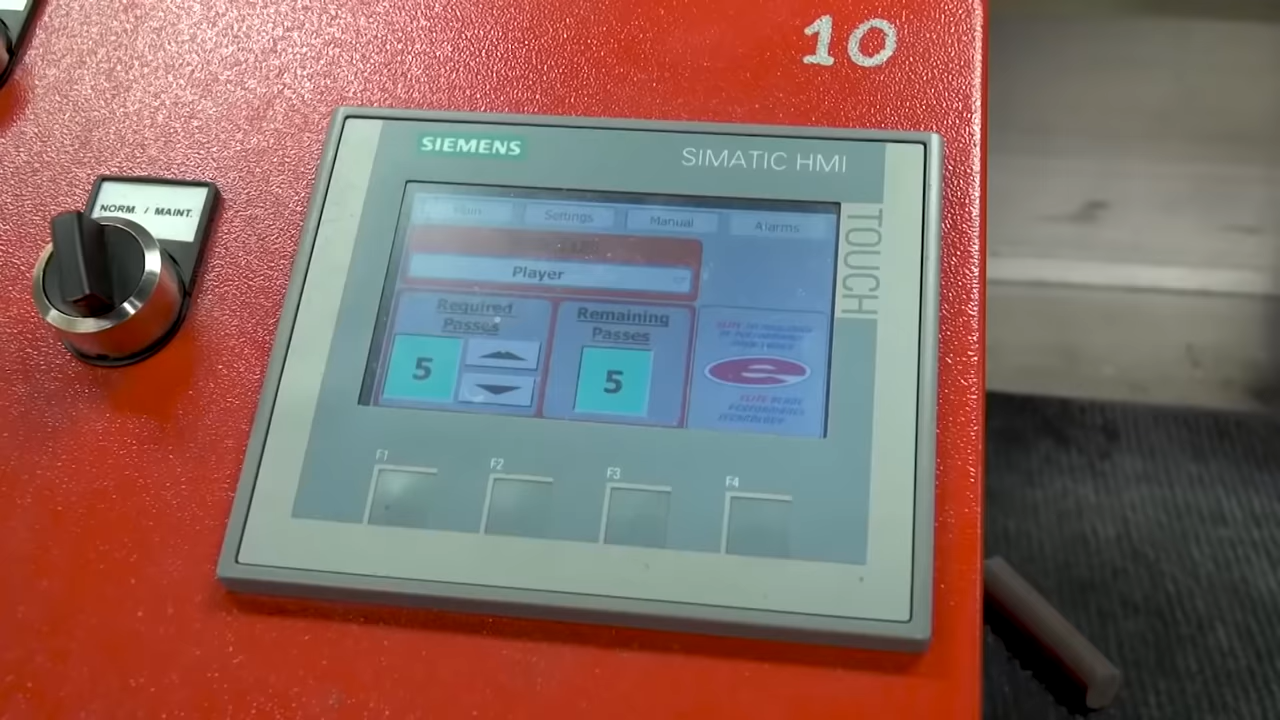 10
SIEMENS
SIMATIC HMI
TOUCH
NORM. / MAINT.
Main Settings Manual Alarms
Player
Required
Passes
Remaining
Passes
5
5
F1 F2 F3 F4